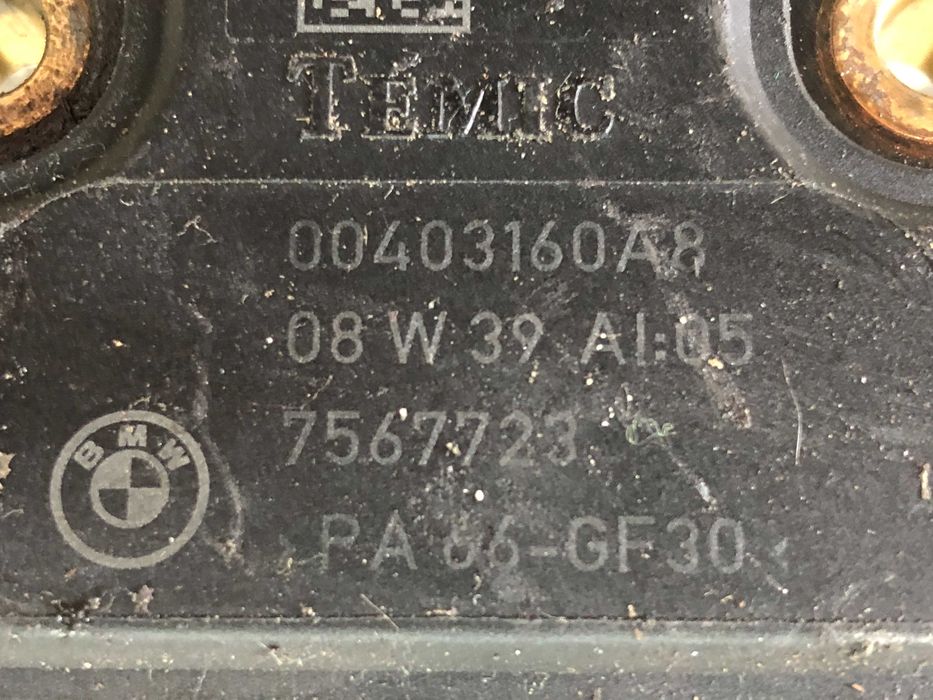 TEMIC
00403160A8
08 W 39 AI:05
7567723
BMW
PA 66-GF30